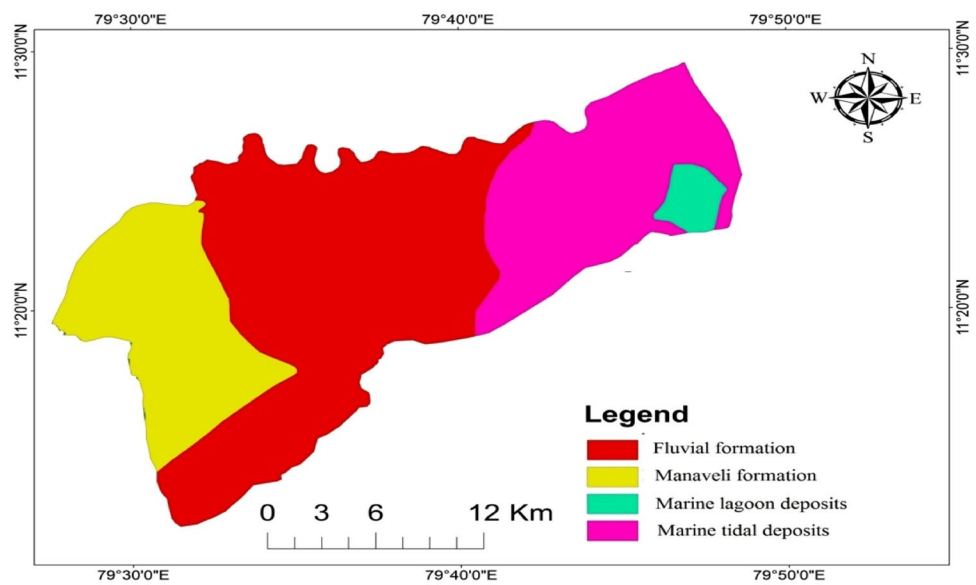 79°30'0"E 79°40'0"E 79°50'0"E
11°30'0"N 11°30'0"N
N
W E
S
11°20'0"N 11°20'0"N
Legend
Fluvial formation
Manaveli formation
Marine lagoon deposits
Marine tidal deposits
0 3 6 12 Km
79°30'0"E 79°40'0"E 79°50'0"E